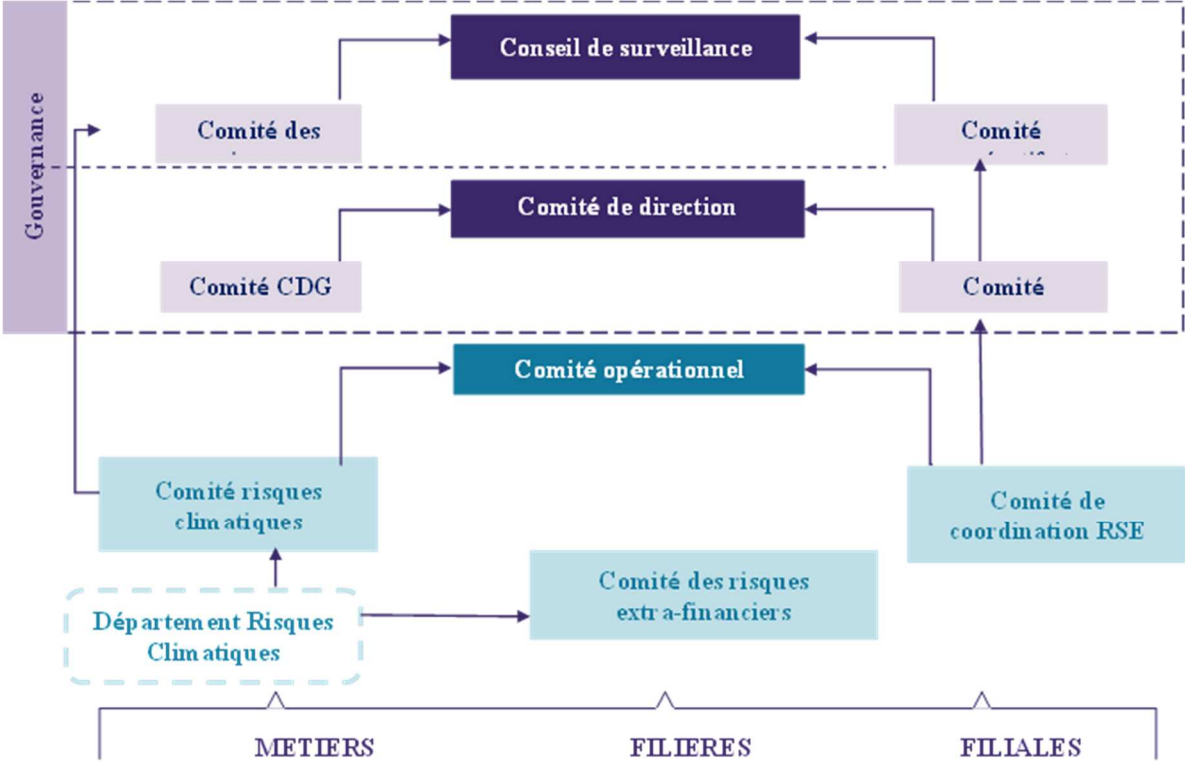 Gouvernance
Conseil de surveillance
Comité des
Comité
Comité de direction
Comité CDG
Comité
Comité opérationnel
Comité risques
climatiques
Comité de
coordination RSE
Comité des risques
extra-financiers
Département Risques
Climatiques
METIERS
FILIERES
FILIALES